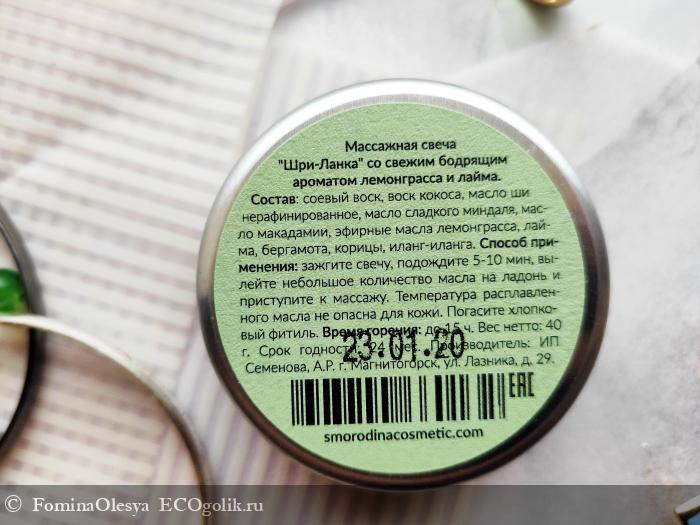 Массажная свеча
"Шри-Ланка" со свежим бодрящим
ароматом лемонграсса и лайма.
Состав: соевый воск, воск кокоса, масло ши
нерафинированное, масло сладкого миндаля, мас-
ло макадамии, эфирные масла лемонграсса, лай-
ма, бергамота, корицы, иланг-иланга. Способ при-
менения: зажгите свечу, подождите 5-10 мин, вы-
лейте небольшое количество масла на ладонь и
приступите к массажу. Температура расплавлен-
ного масла не опасна для кожи. Погасите хлопко-
вый фитиль. Время горения: до 15 ч. Вес нетто: 40
г. Срок годности: 24 мес. Производитель: ИП
23.01.20
Семенова, А.Р. г. Магнитогорск, ул. Лазника, д. 29.
EAC
smorodinacosmetic.com
© FominaOlesya ECOgolik.ru